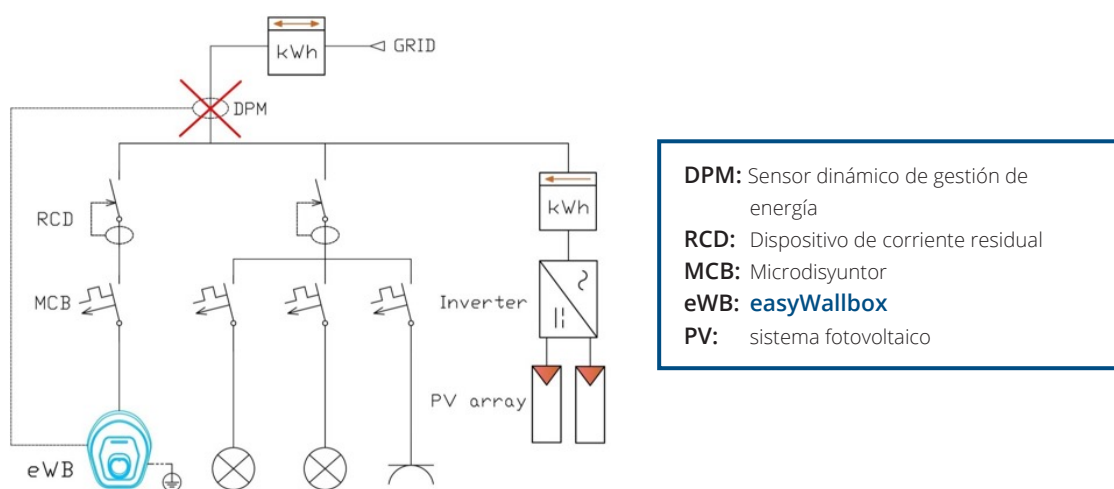 kWh
GRID
DPM
RCD
kWh
MCB
Inverter
PV array
eWB
DPM: Sensor dinámico de gestión de
energía
RCD: Dispositivo de corriente residual
MCB: Microdisyuntor
eWB: easyWallbox
PV: sistema fotovoltaico